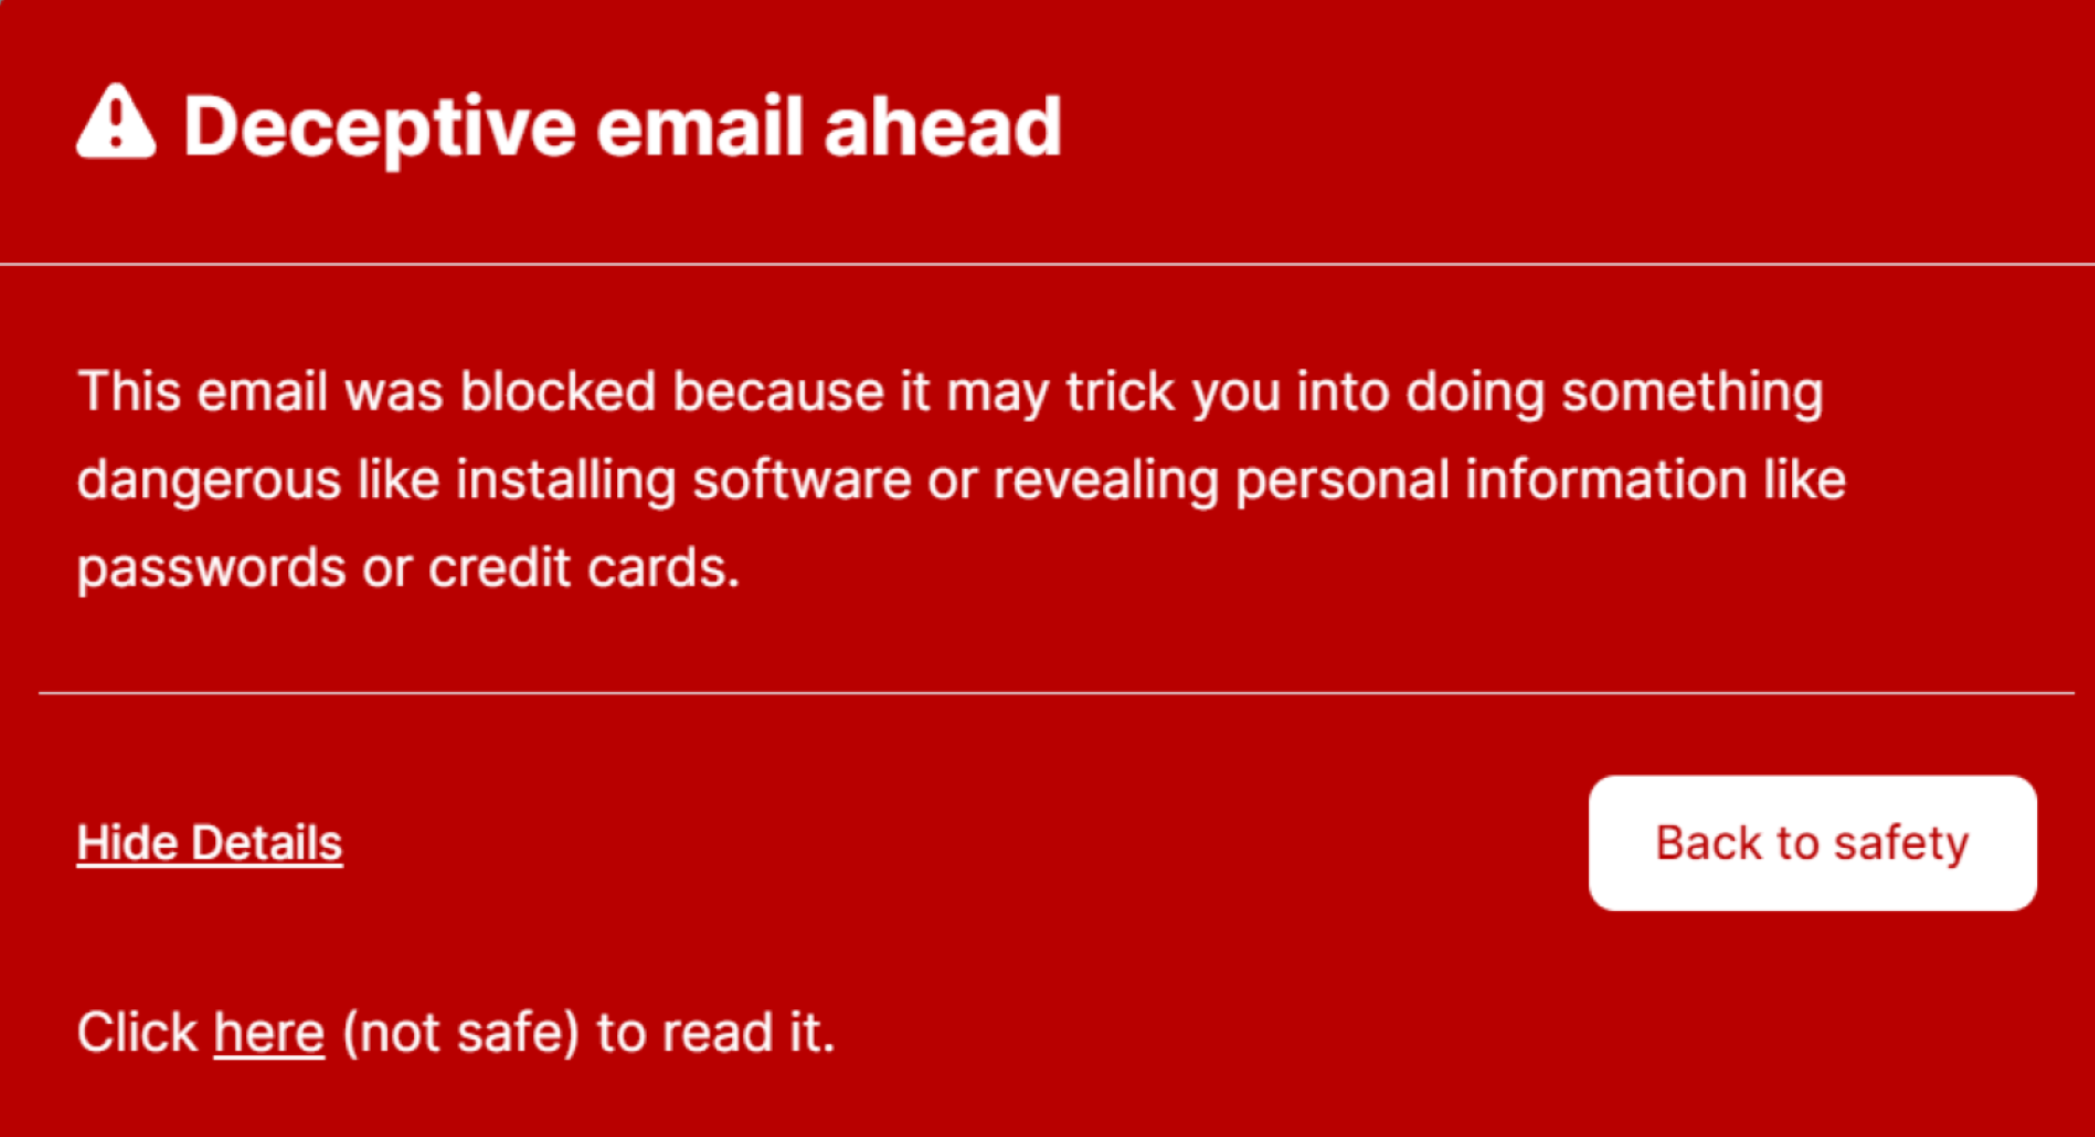 Deceptive email ahead
This email was blocked because it may trick you into doing something
dangerous like installing software or revealing personal information like
passwords or credit cards.
Hide Details
Back to safety
Click here (not safe) to read it.